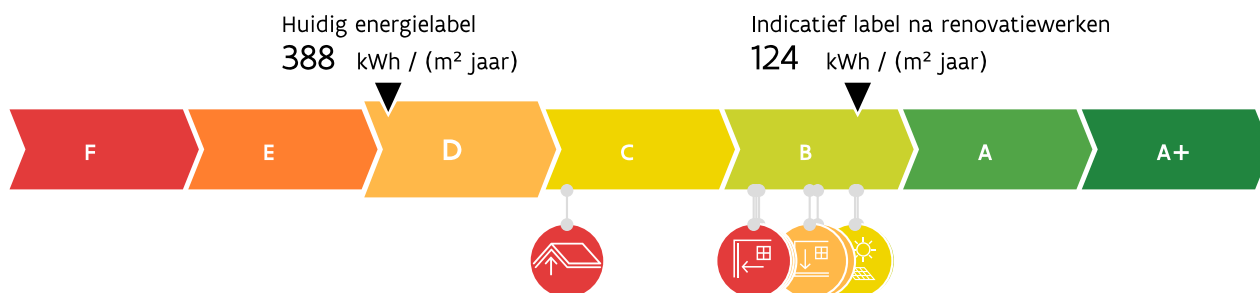 Huidig energielabel
388 kWh / (m² jaar)
Indicatief label na renovatiewerken
124 kWh / (m² jaar)
F E D C B A A+